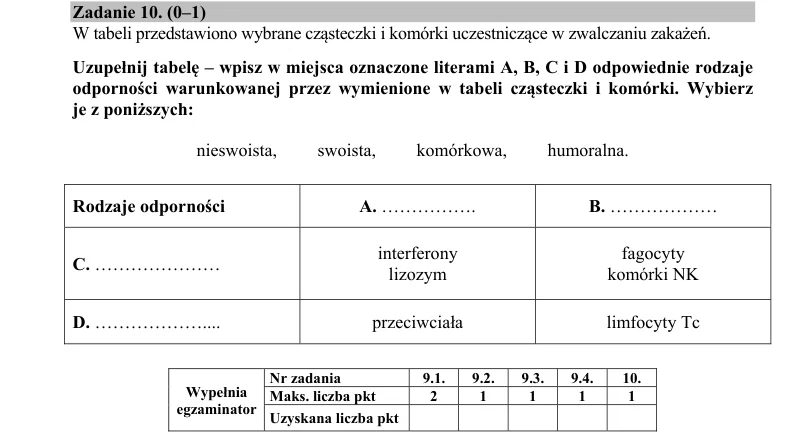 Zadanie 10. (0–1)
W tabeli przedstawiono wybrane cząsteczki i komórki uczestniczące w zwalczaniu zakażeń.
Uzupełnij tabelę – wpisz w miejsca oznaczone literami A, B, C i D odpowiednie rodzaje
odporności warunkowanej przez wymienione w tabeli cząsteczki i komórki. Wybierz
je z poniższych:
nieswoista, swoista, komórkowa, humoralna.
Rodzaje odporności A. ……………. B. ………………
C. …………………
interferony
lizozym
fagocyty
komórki NK
D. ……………….... przeciwciała limfocyty Tc
Wypełnia
egzaminator
Nr zadania 9.1. 9.2. 9.3. 9.4. 10.
Maks. liczba pkt 2 1 1 1 1
Uzyskana liczba pkt